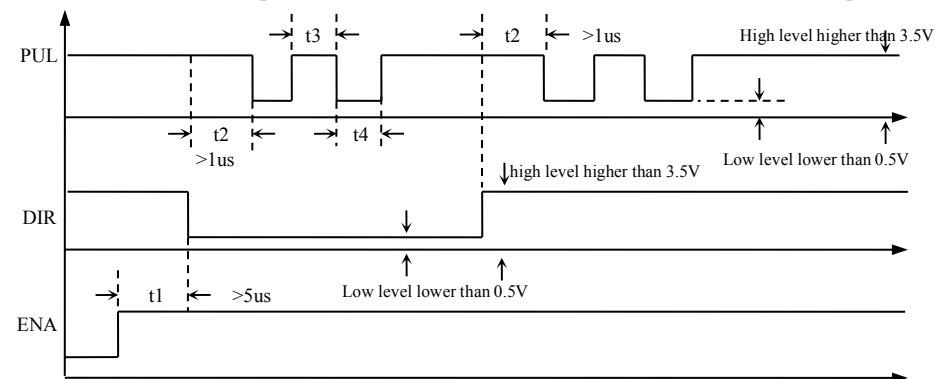 t3
t2
>1us
High level higher than 3.5V
PUL
t2
t4
>1us
Low level lower than 0.5V
high level higher than 3.5V
DIR
t1
>5us
Low level lower than 0.5V
ENA